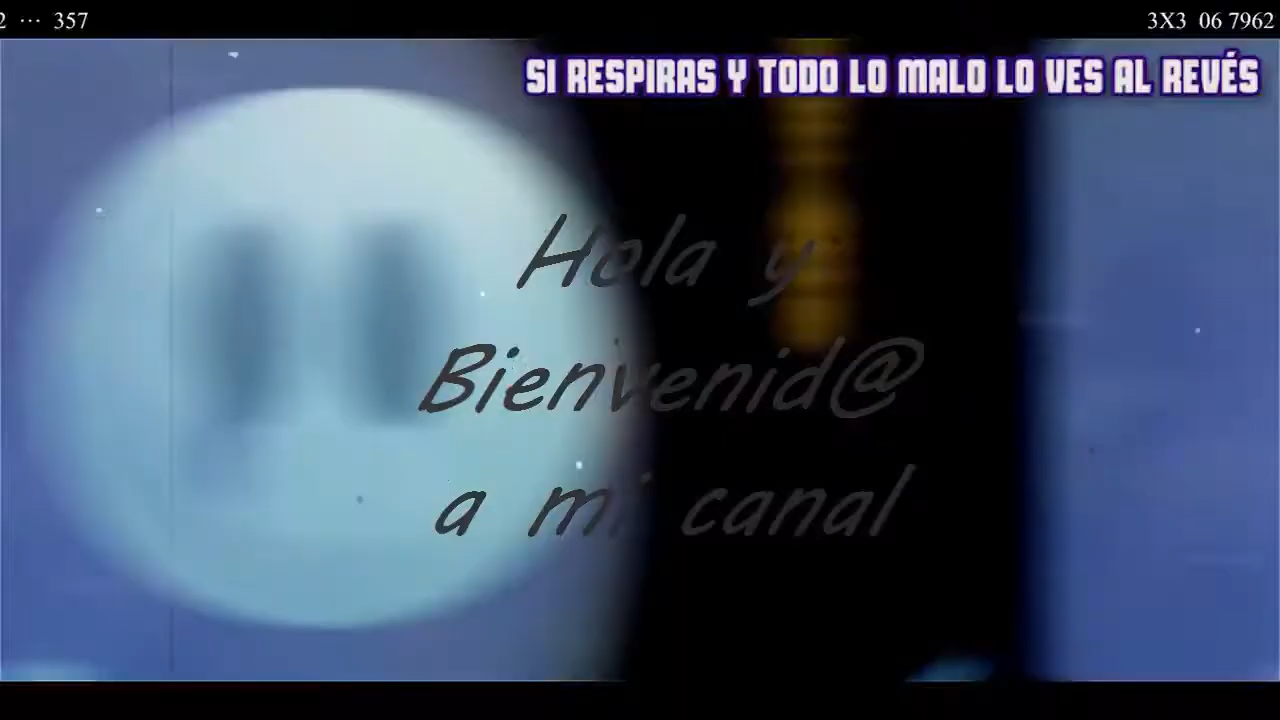 2 ··· 357
3X3 06 7962
SI RESPIRAS Y TODO LO MALO LO VES AL REVÉS
Hola y
Bienvenid@
a mi canal